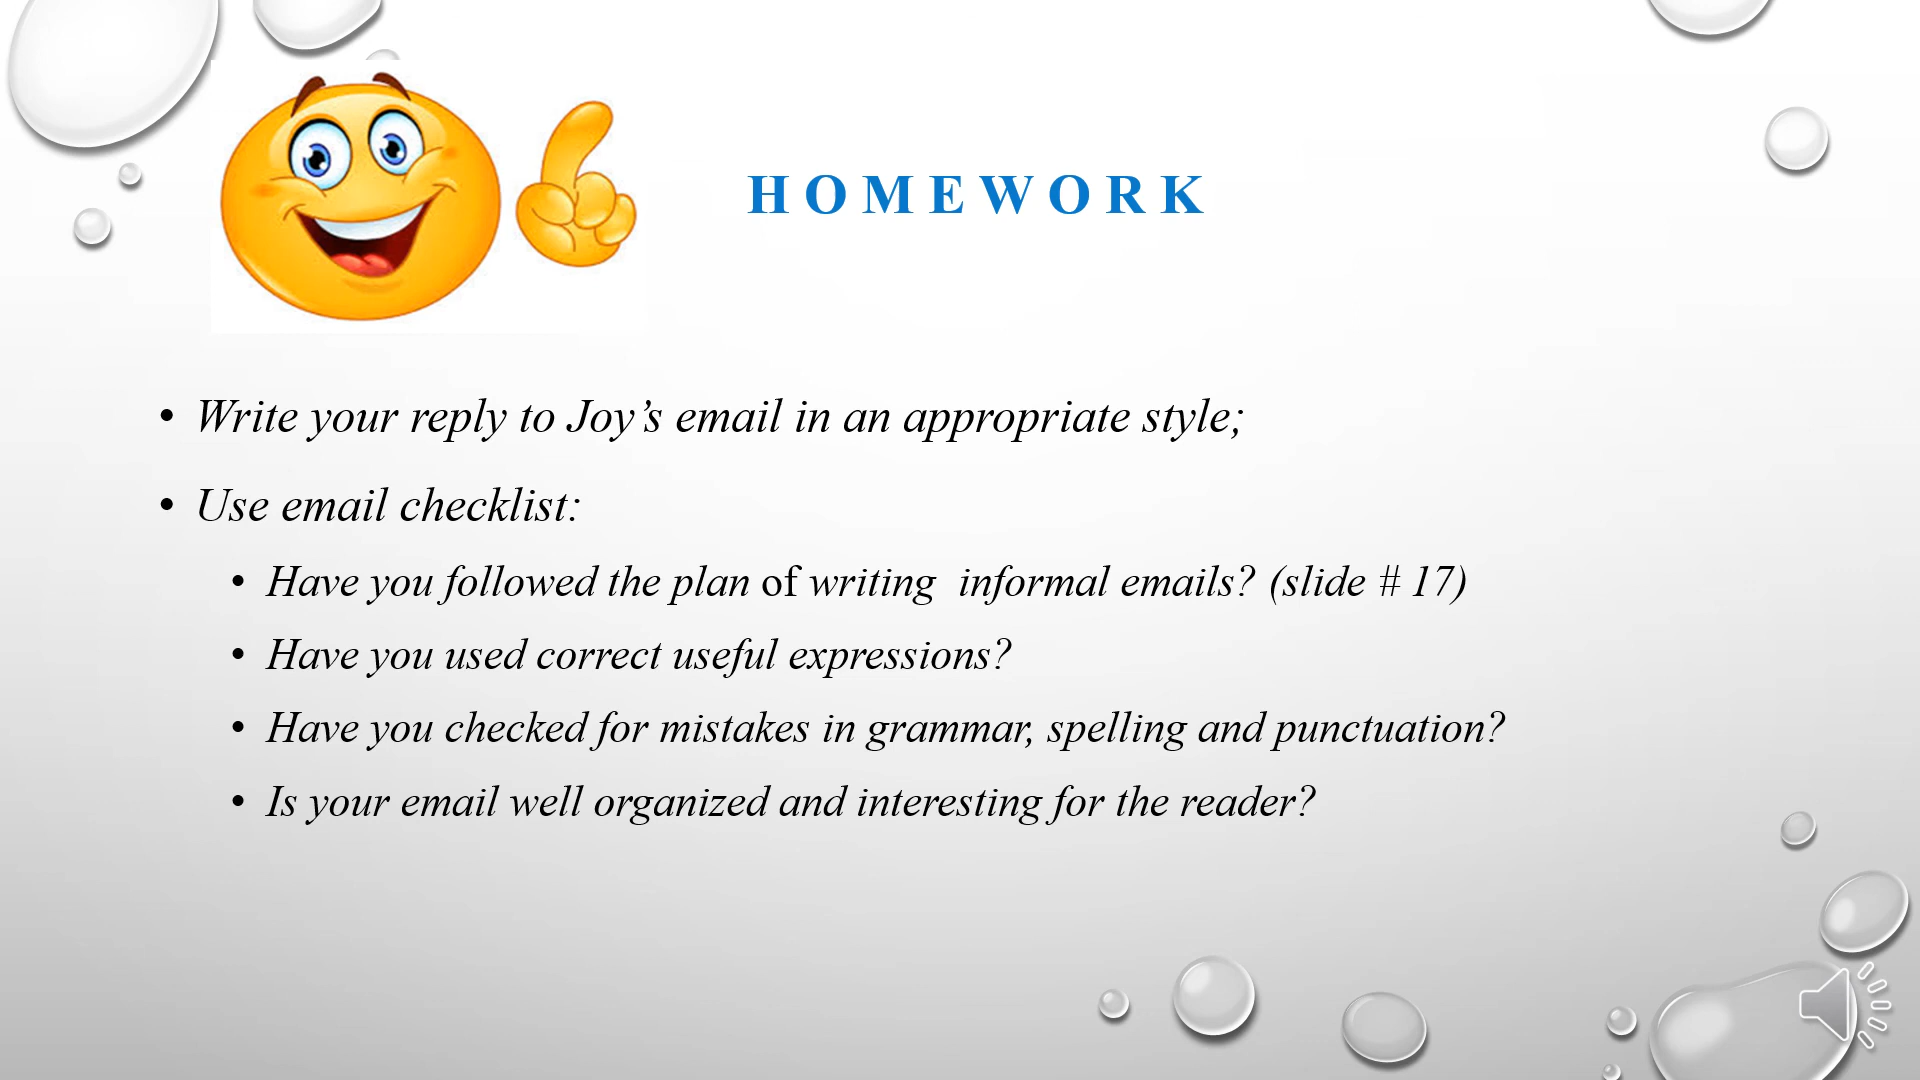 HOMEWORK
• Write your reply to Joy’s email in an appropriate style;
• Use email checklist:
• Have you followed the plan of writing  informal emails? (slide # 17)
• Have you used correct useful expressions?
• Have you checked for mistakes in grammar, spelling and punctuation?
• Is your email well organized and interesting for the reader?